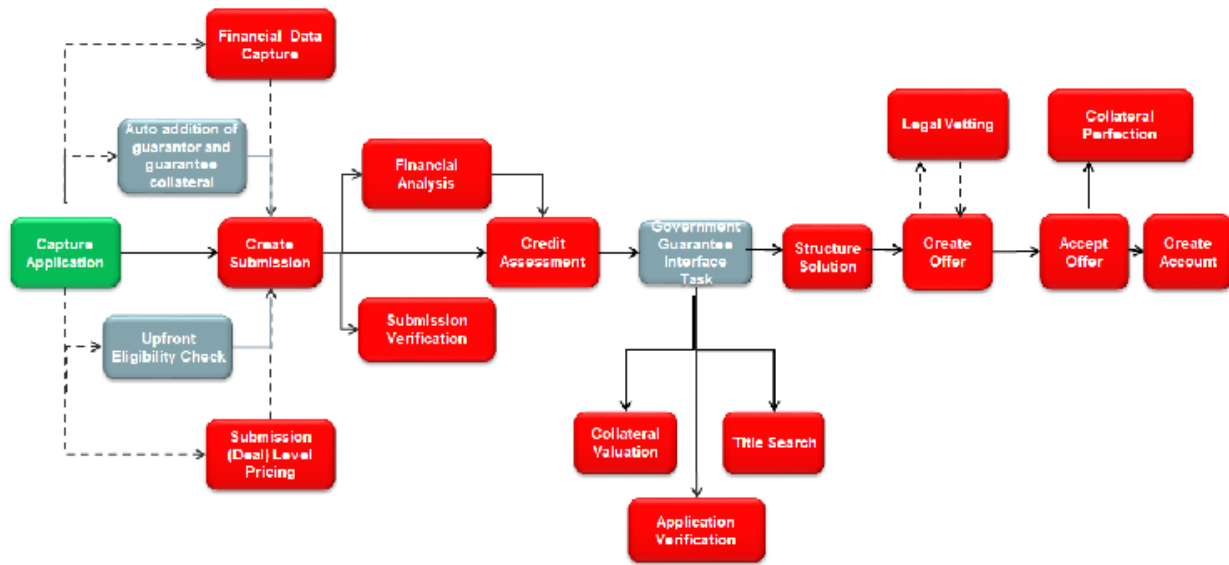 Financial Data
Capture
Auto addition of
guarantor and
guarantee
collateral
Capture
Application
Create
Submission
Upfront
Eligibility Check
Submission
(Deal) Level
Pricing
Financial
Analysis
Submission
Verification
Credit
Assessment
Government
Guarantee
Interface
Task
Collateral
Valuation
Title Search
Application
Verification
Structure
Solution
Legal Vetting
Create
Offer
Collateral
Perfection
Accept
Offer
Create
Account